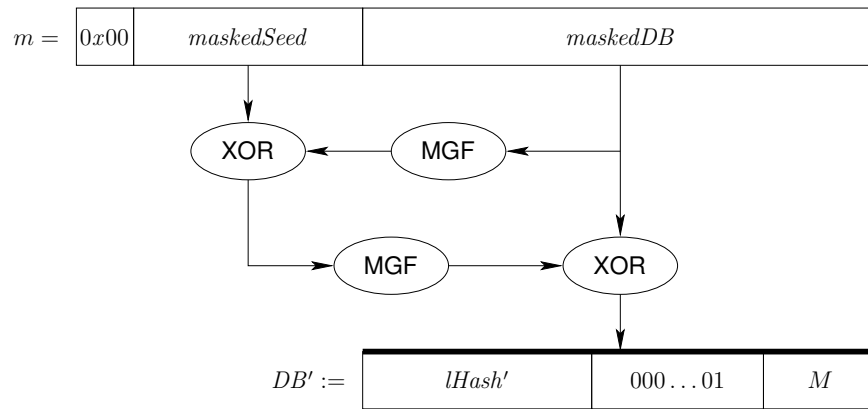 m = 0x00 maskedSeed maskedDB
XOR MGF
MGF XOR
DB′ := lHash′ 000 . . . 01 M